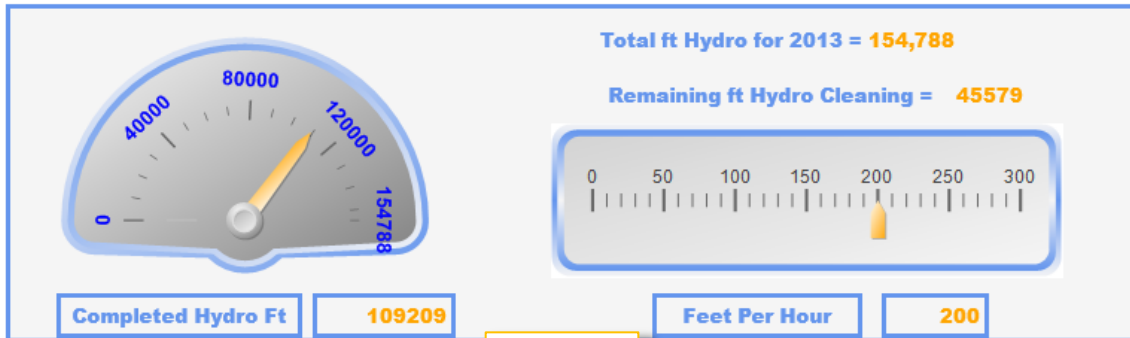 Total ft Hydro for 2013 = 154,788
Remaining ft Hydro Cleaning = 45579
0
40000
80000
120000
154788
0 50 100 150 200 250 300
Completed Hydro Ft 109209
Feet Per Hour 200